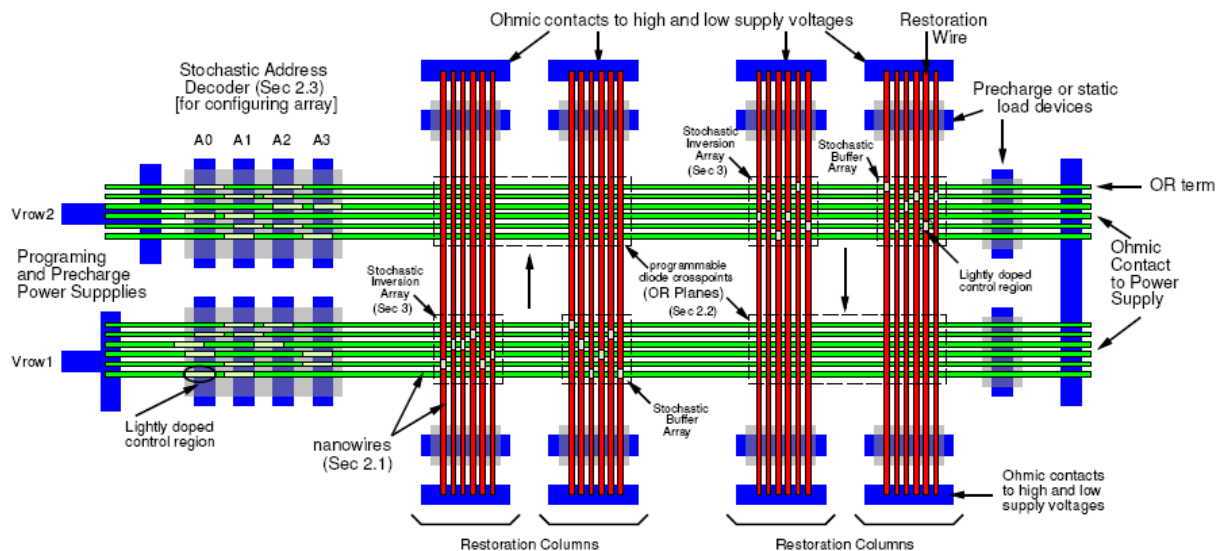 Ohmic contacts to high and low supply voltages
Restoration
Wire
Stochastic Address
Decoder (Sec 2.3)
[for configuring array]
Precharge or static
load devices
A0 A1 A2 A3
Stochastic
Inversion
Array
(Sec 3)
Stochastic
Buffer
Array
OR term
Vrow2
Programing
and Precharge
Power Suppplies
Stochastic
Inversion
Array
(Sec 3)
programmable
diode crosspoints
(OR Planes)
(Sec 2.2)
Lightly doped
control region
Ohmic
Contact
to Power
Supply
Vrow1
Lightly doped
control region
nanowires
(Sec 2.1)
Stochastic
Buffer
Array
Ohmic contacts
to high and low
supply voltages
Restoration Columns
Restoration Columns